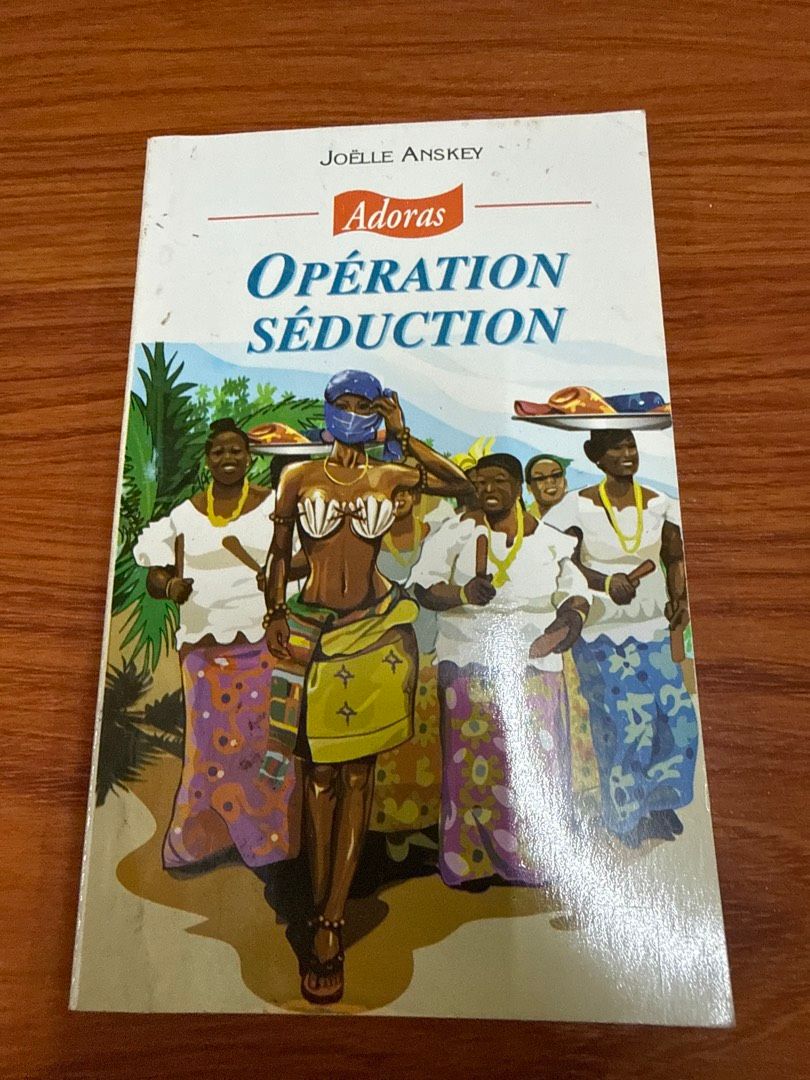 JOËLLE ANSKEY
Adoras
OPÉRATION
SÉDUCTION